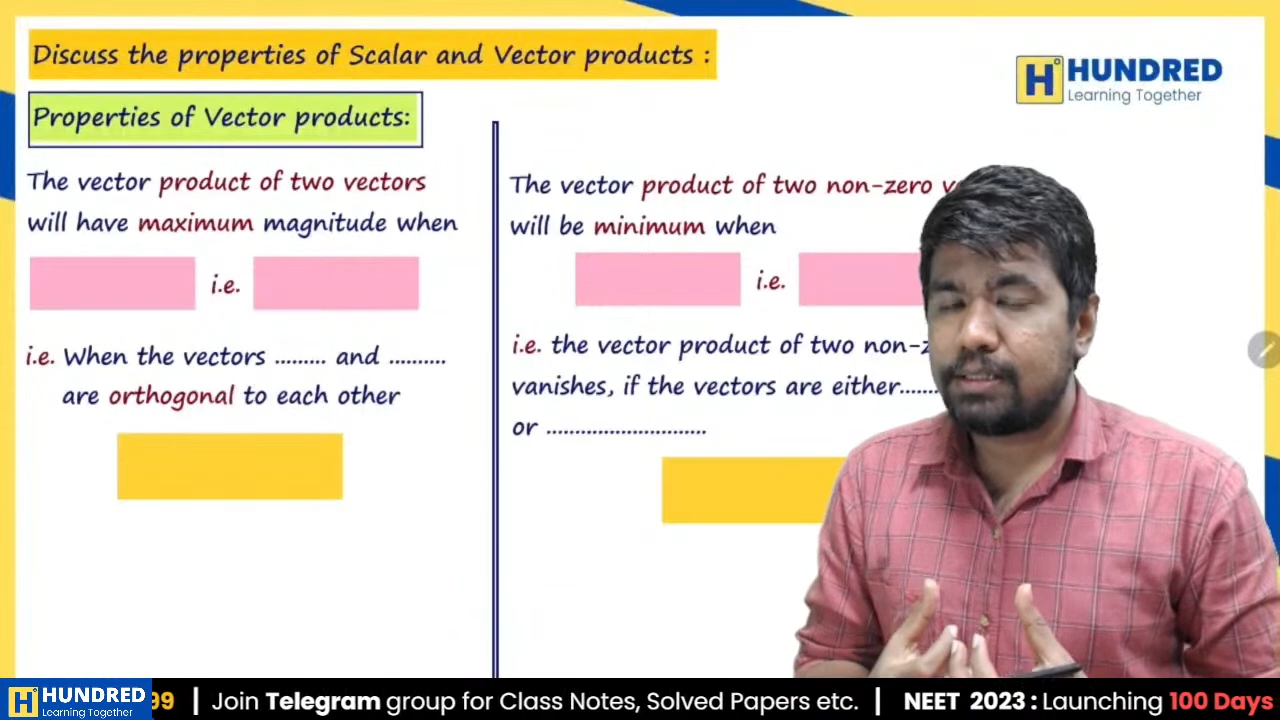 Discuss the properties of Scalar and Vector products :
H° HUNDRED
Learning Together
Properties of Vector products:
The vector product of two vectors
will have maximum magnitude when
i.e.
i.e. When the vectors ......... and ..........
are orthogonal to each other
The vector product of two non-zero
will be minimum when
i.e.
i.e. the vector product of two
vanishes, if the vectors are either.......
or ............................
H° HUNDRED
Learning Together
99 | Join Telegram group for Class Notes, Solved Papers etc. | NEET 2023 : Launching 100 Days